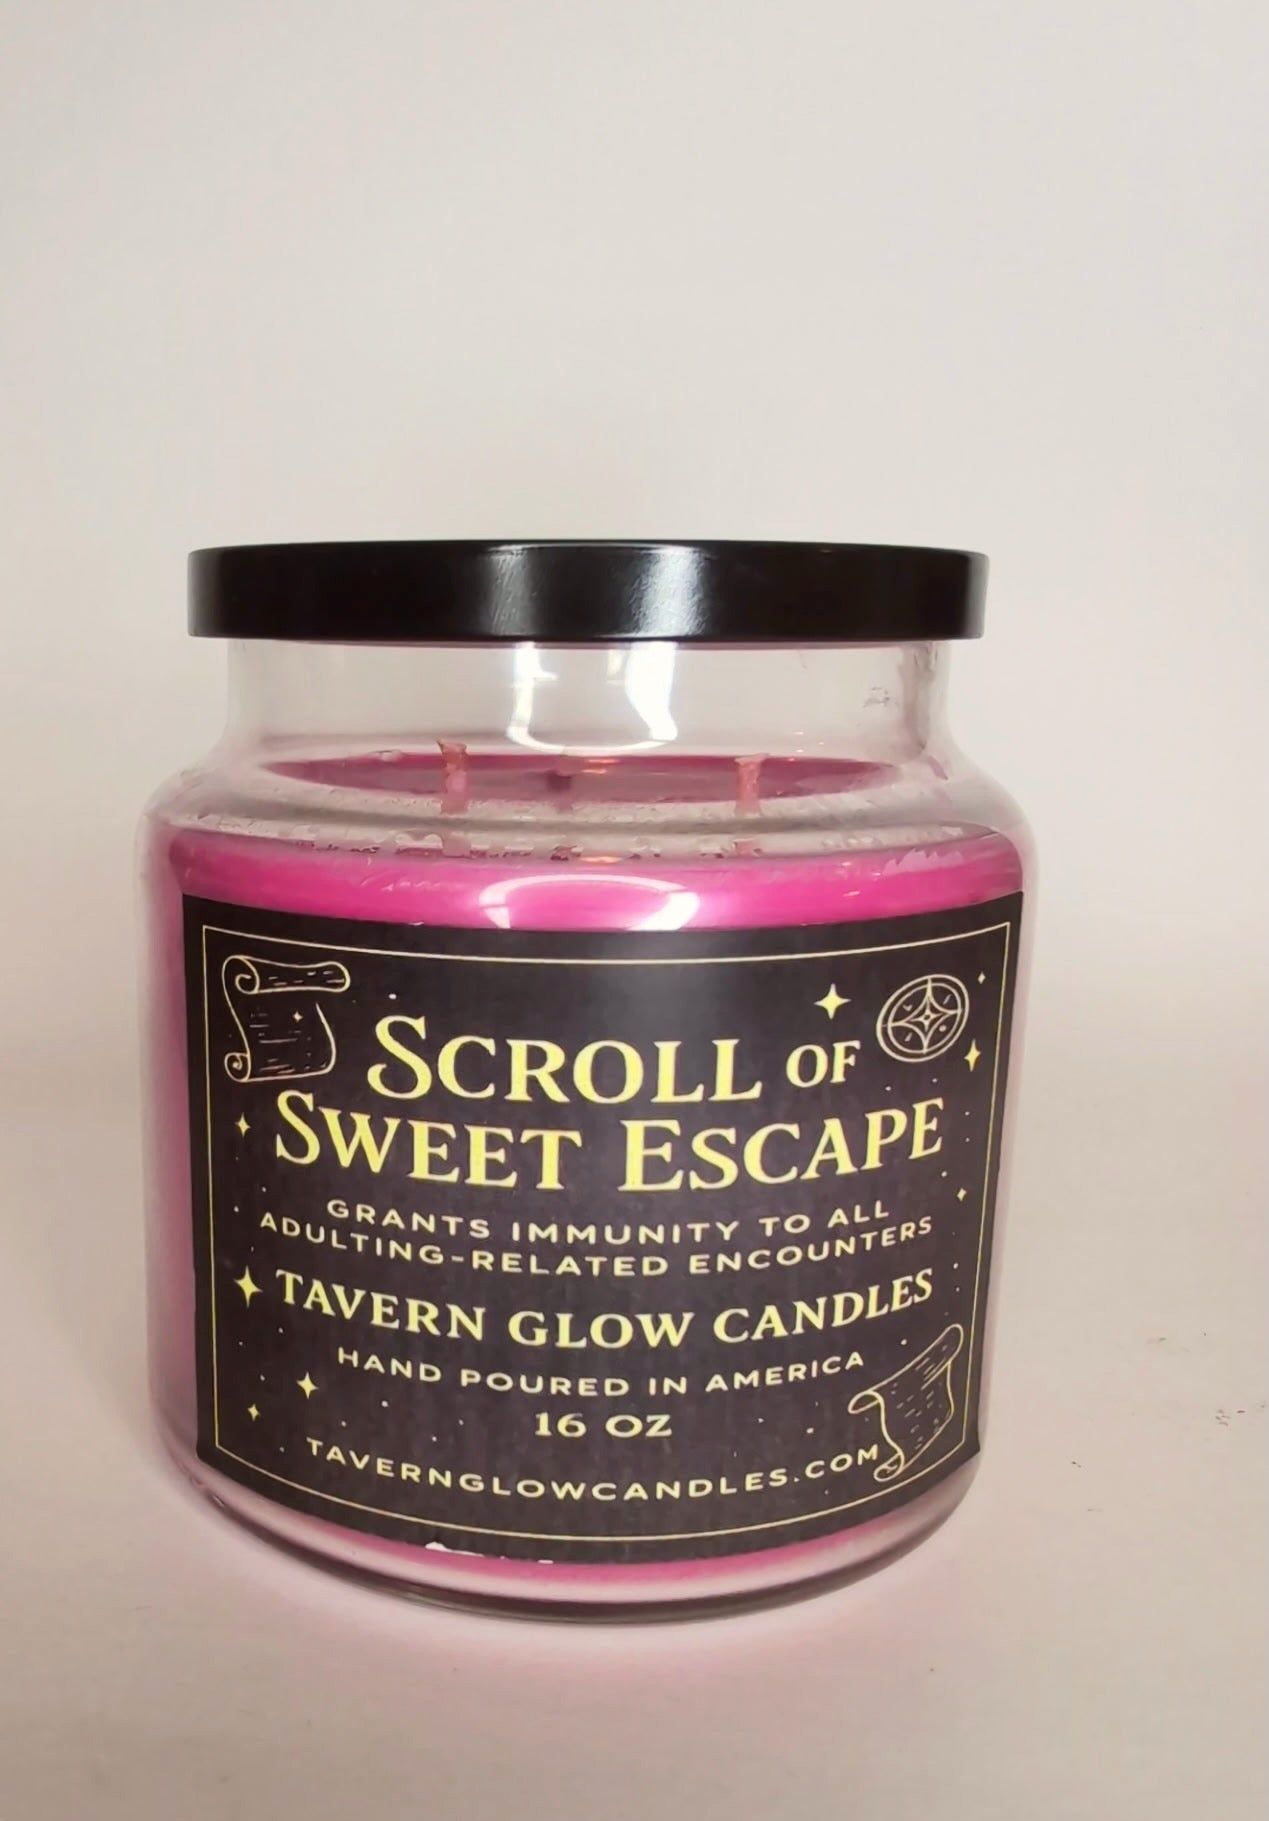 SCROLL OF
SWEET ESCAPE
GRANTS IMMUNITY TO ALL
ADULTING-RELATED ENCOUNTERS
TAVERN GLOW CANDLES
HAND POURED IN AMERICA
16 OZ
TAVERNGLOWCANDLES.COM